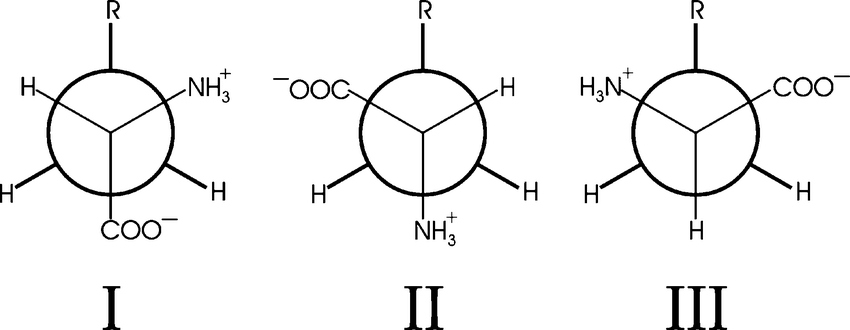 R R R
H NH₃⁺ ⁻OOC H H₃N⁺ COO⁻
H H H H H H
COO⁻ NH₃⁺ H
I II III